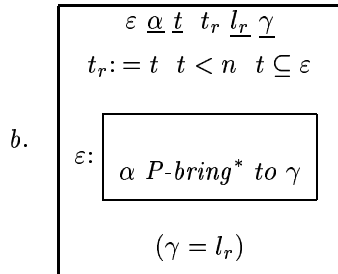 ε α t t_r l_r γ
t_r := t t < n t ⊆ ε
b.
ε:
α P-bring* to γ
(γ = l_r)